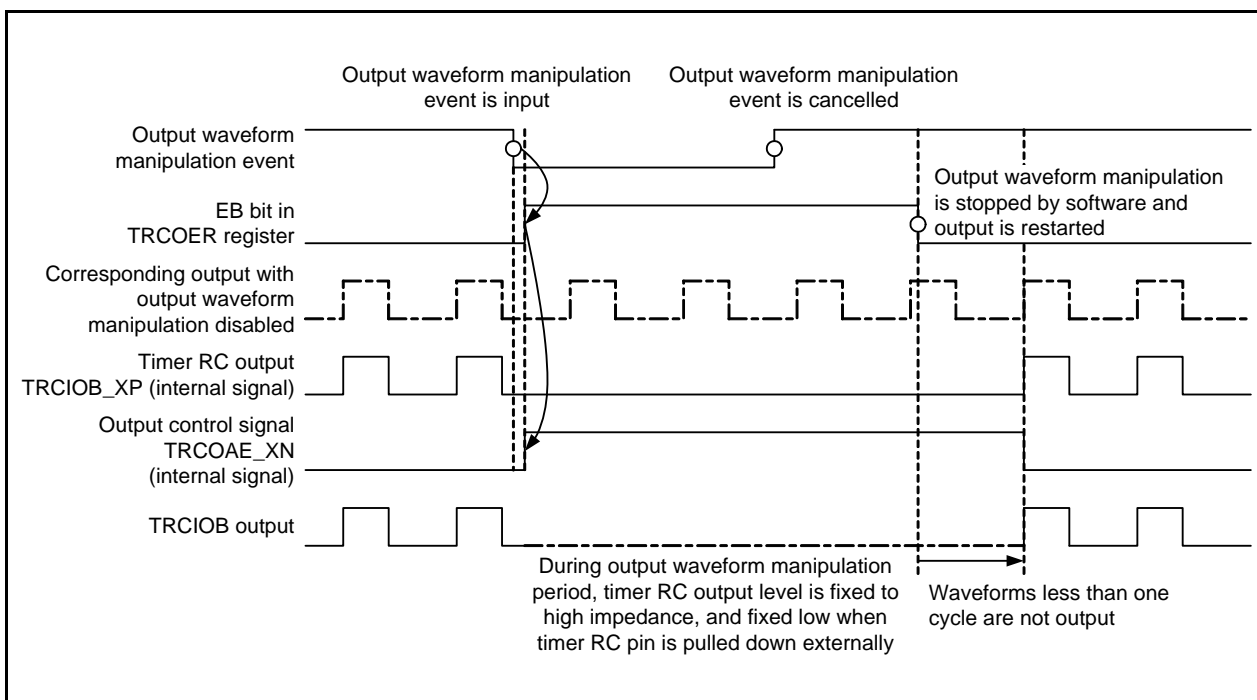 Output waveform manipulation
event is input
Output waveform manipulation
event is cancelled
Output waveform
manipulation event
Output waveform manipulation
is stopped by software and
output is restarted
EB bit in
TRCOER register
Corresponding output with
output waveform
manipulation disabled
Timer RC output
TRCIOB_XP (internal signal)
Output control signal
TRCOAE_XN
(internal signal)
TRCIOB output
During output waveform manipulation
period, timer RC output level is fixed to
high impedance, and fixed low when
timer RC pin is pulled down externally
Waveforms less than one
cycle are not output